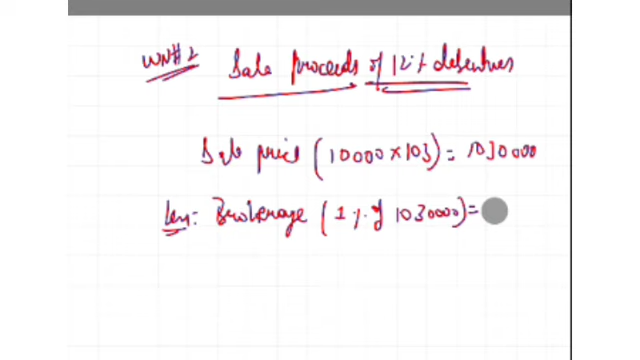 WN#2 Sale proceeds of 12% debentures
Sale price (10000 × 103) = 1030000
Less: Brokerage (1% of 1030000) =